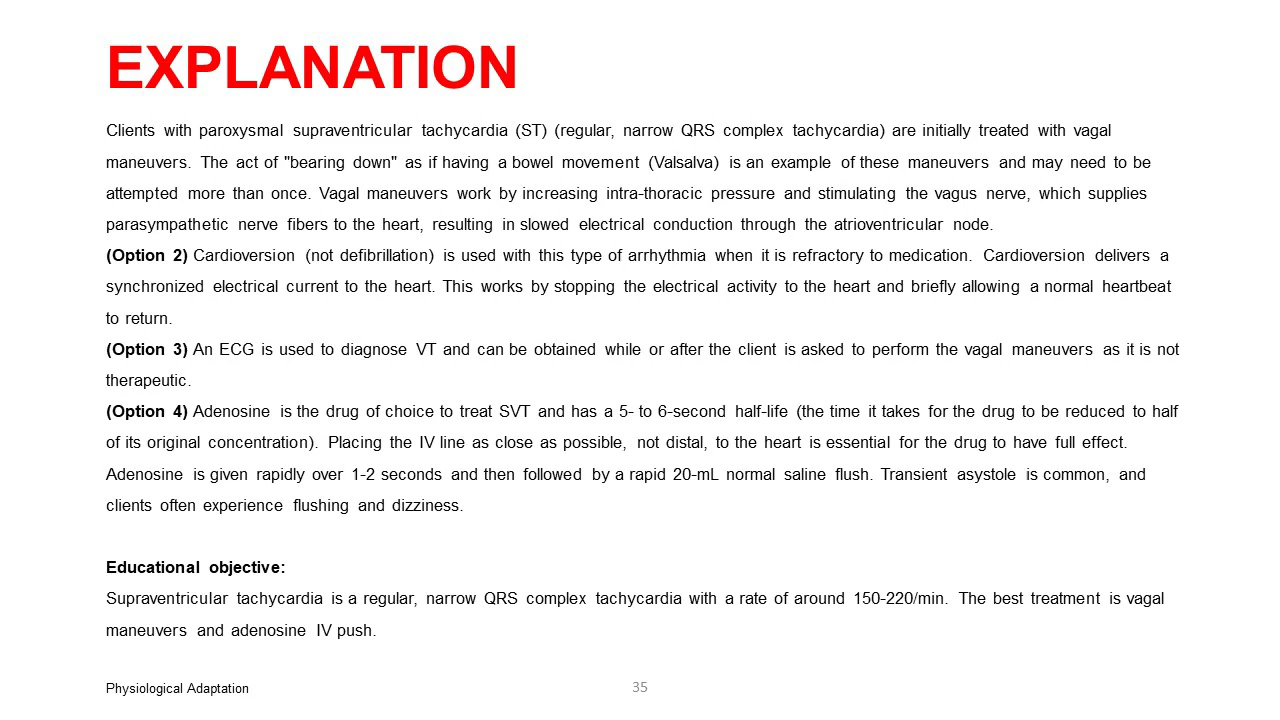 EXPLANATION
Clients with paroxysmal supraventricular tachycardia (ST) (regular, narrow QRS complex tachycardia) are initially treated with vagal
maneuvers. The act of "bearing down" as if having a bowel movement (Valsalva) is an example of these maneuvers and may need to be
attempted more than once. Vagal maneuvers work by increasing intra-thoracic pressure and stimulating the vagus nerve, which supplies
parasympathetic nerve fibers to the heart, resulting in slowed electrical conduction through the atrioventricular node.
(Option 2) Cardioversion (not defibrillation) is used with this type of arrhythmia when it is refractory to medication. Cardioversion delivers a
synchronized electrical current to the heart. This works by stopping the electrical activity to the heart and briefly allowing a normal heartbeat
to return.
(Option 3) An ECG is used to diagnose VT and can be obtained while or after the client is asked to perform the vagal maneuvers as it is not
therapeutic.
(Option 4) Adenosine is the drug of choice to treat SVT and has a 5- to 6-second half-life (the time it takes for the drug to be reduced to half
of its original concentration). Placing the IV line as close as possible, not distal, to the heart is essential for the drug to have full effect.
Adenosine is given rapidly over 1-2 seconds and then followed by a rapid 20-mL normal saline flush. Transient asystole is common, and
clients often experience flushing and dizziness.
Educational objective:
Supraventricular tachycardia is a regular, narrow QRS complex tachycardia with a rate of around 150-220/min. The best treatment is vagal
maneuvers and adenosine IV push.
Physiological Adaptation
35